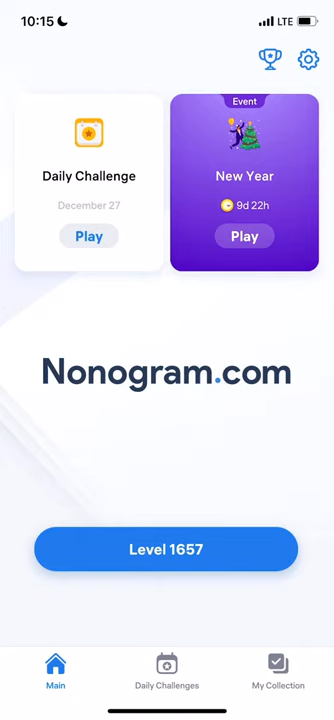 10:15
LTE
Event
Daily Challenge
New Year
December 27
9d 22h
Play
Play
Nonogram.com
Level 1657
Main
Daily Challenges
My Collection